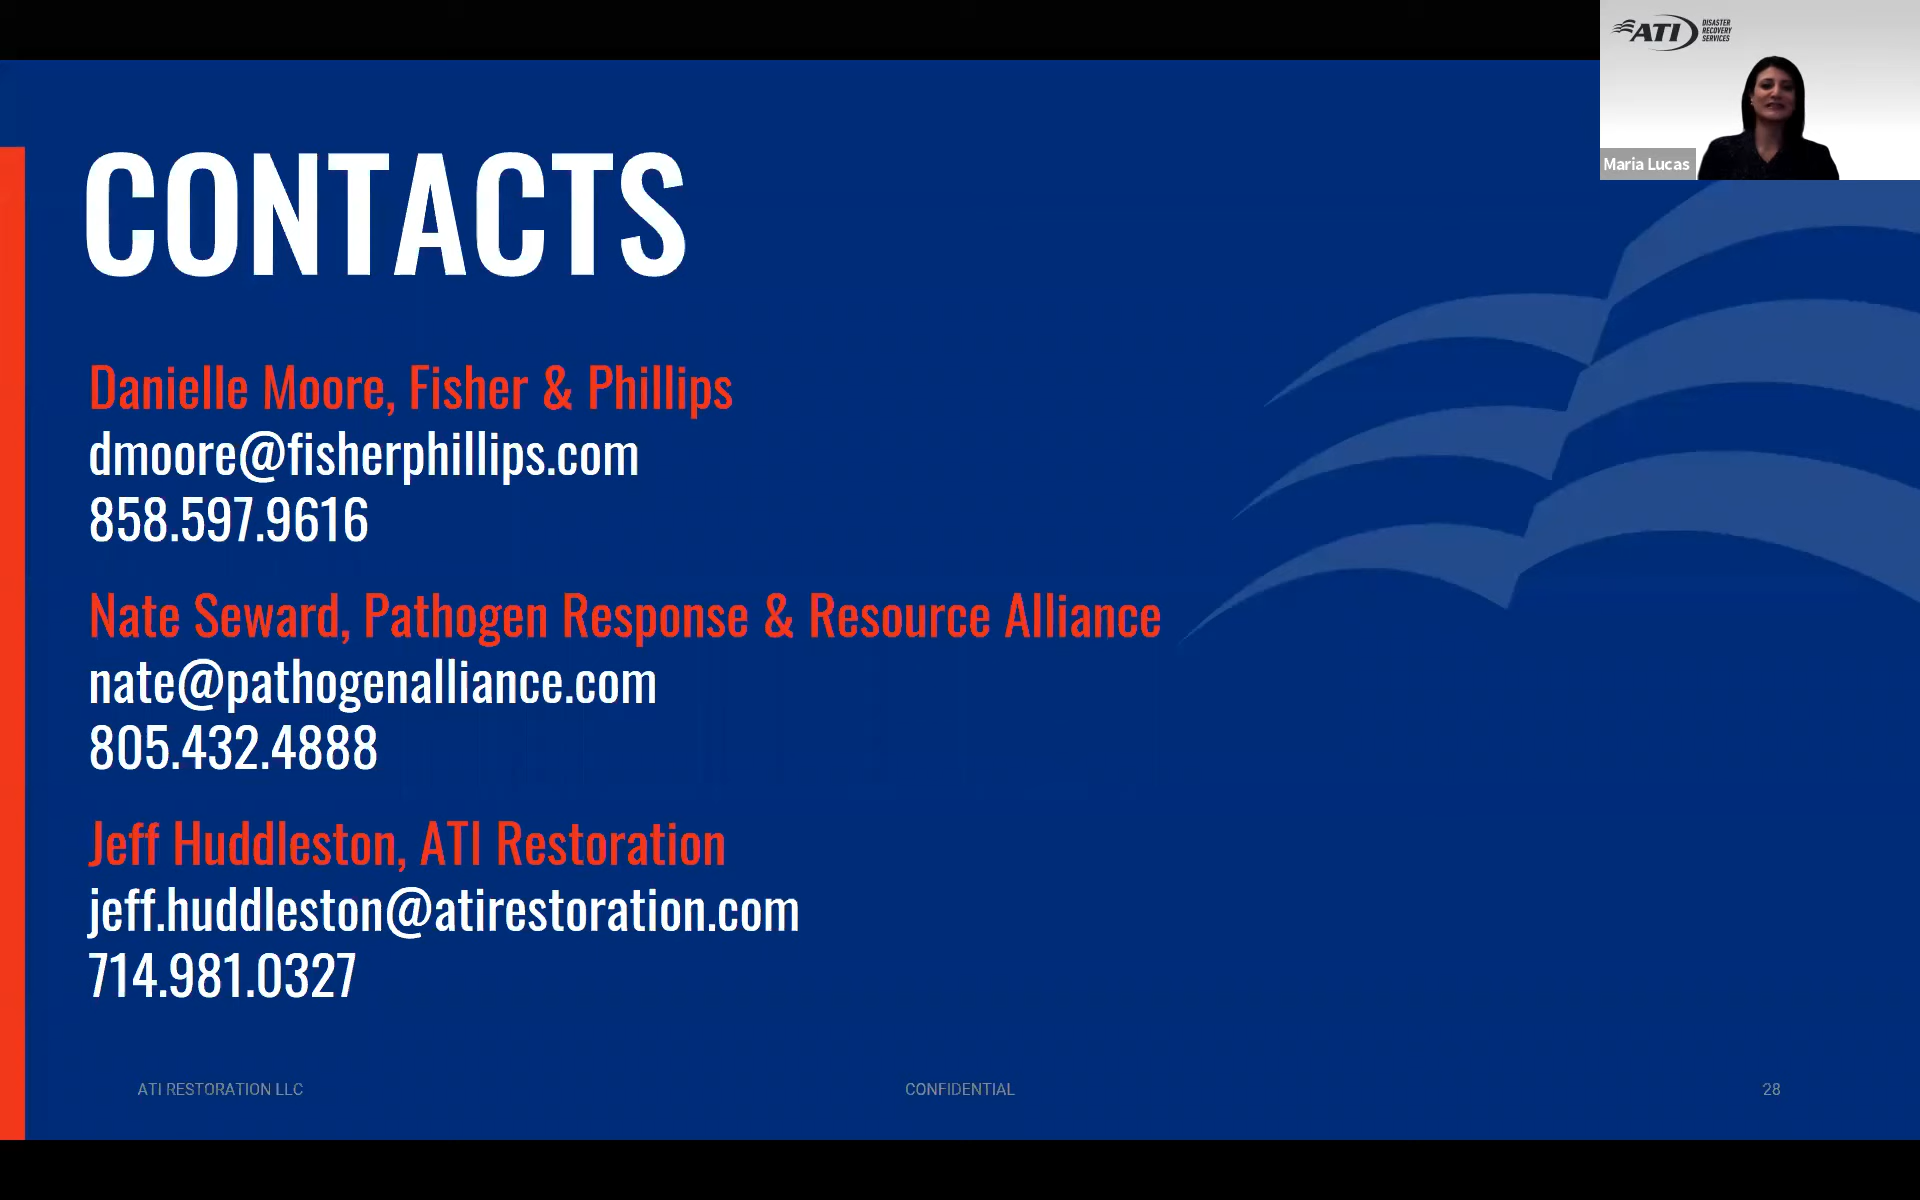 ATI DISASTER
RECOVERY
SERVICES
Maria Lucas
CONTACTS
Danielle Moore, Fisher & Phillips
dmoore@fisherphillips.com
858.597.9616
Nate Seward, Pathogen Response & Resource Alliance
nate@pathogenalliance.com
805.432.4888
Jeff Huddleston, ATI Restoration
jeff.huddleston@atirestoration.com
714.981.0327
ATI RESTORATION LLC CONFIDENTIAL 28